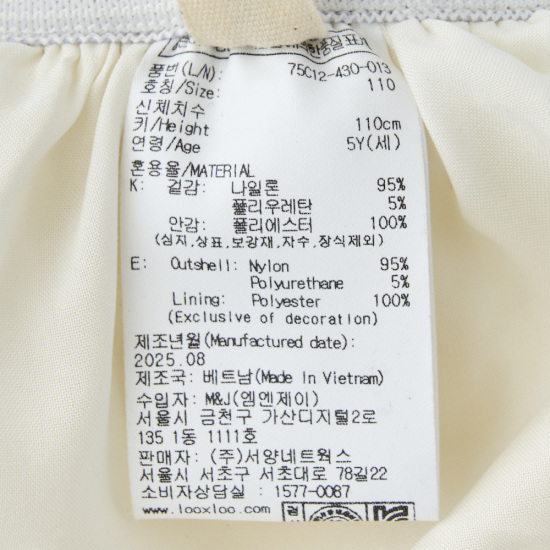 품번(L/N): 75C12-430-013
호칭/Size: 110
신체치수
키/Height 110cm
연령/Age 5Y(세)
혼용율/MATERIAL
K: 겉감: 나일론 95%
폴리우레탄 5%
안감: 폴리에스터 100%
(심지,상표,보강재,자수,장식제외)
E: Outshell: Nylon 95%
Polyurethane 5%
Lining: Polyester 100%
(Exclusive of decoration)
제조년월(Manufactured date):
2025.08
제조국: 베트남(Made In Vietnam)
수입자: M&J(엠엔제이)
서울시 금천구 가산디지털2로
135 1동 1111호
판매자: (주)서양네트웍스
서울시 서초구 서초대로 78길22
소비자상담실 : 1577-0087
www.looxloo.com